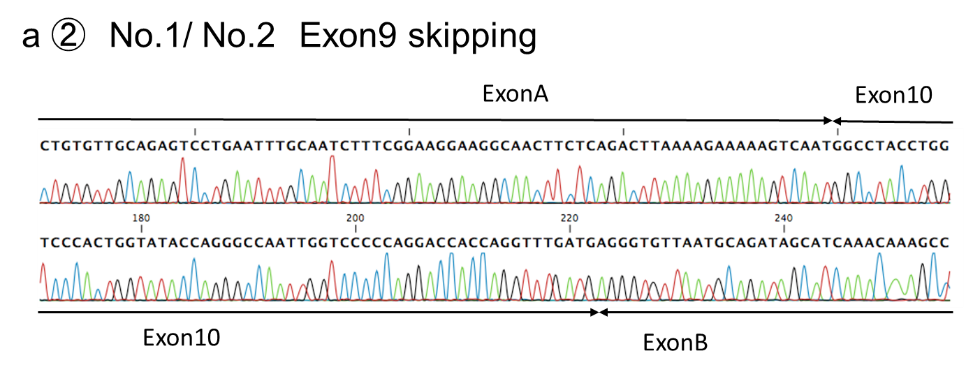 a ② No.1/ No.2 Exon9 skipping
ExonA Exon10
CTGTGTTGCAGAGTCCTGAATTTGCAATCTTTCGGAAGGAAGGCAACTTCTCAGACTTAAAAGAAAAAGTCAATGGCCTACCTGG
180 200 220 240
TCCCACTGGTATACCAGGGCCAATTGGTCCCCCAGGACCACCAGGTTTGATGAGGGTGTTAATGCAGATAGCATCAAACAAAGCC
Exon10 ExonB